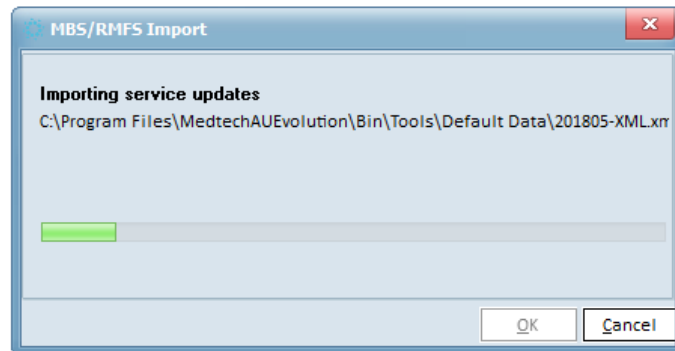 MBS/RMFS Import
Importing service updates
C:\Program Files\MedtechAUEvolution\Bin\Tools\Default Data\201805-XML.xm
OK
Cancel